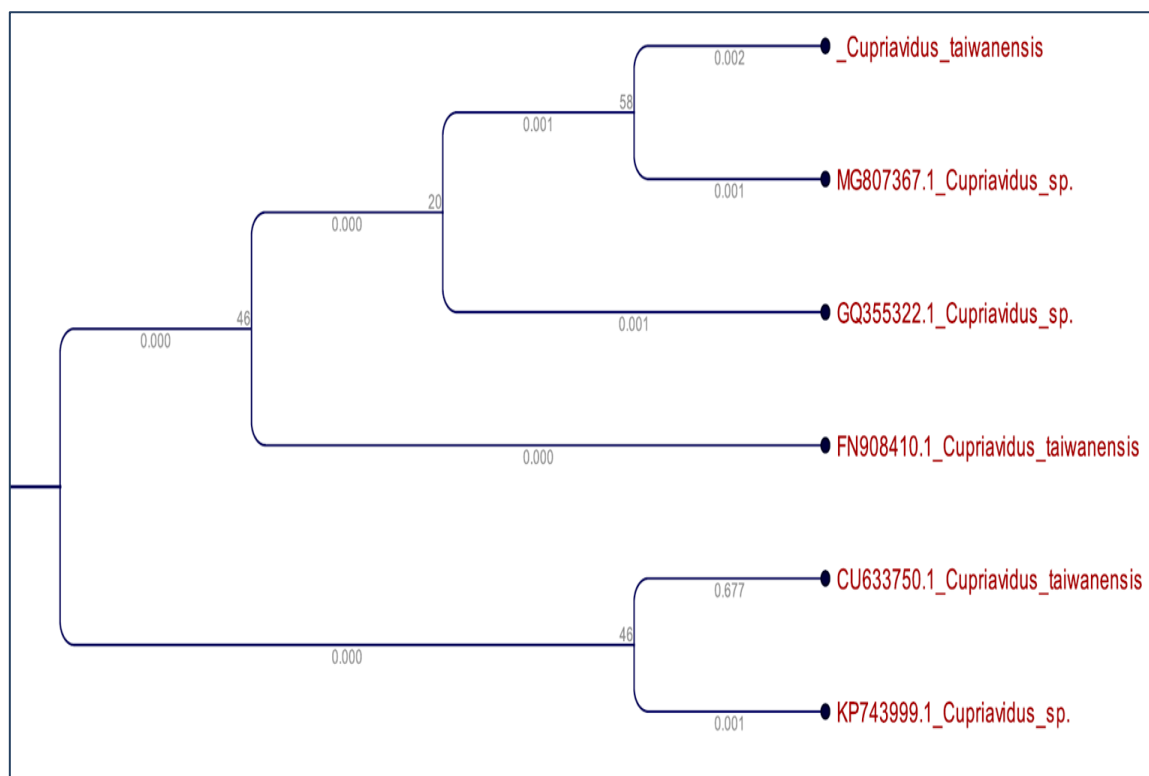 _Cupriavidus_taiwanensis
0.002
58
0.001
MG807367.1_Cupriavidus_sp.
0.001
20
0.000
GQ355322.1_Cupriavidus_sp.
0.001
46
0.000
FN908410.1_Cupriavidus_taiwanensis
0.000
CU633750.1_Cupriavidus_taiwanensis
0.677
46
0.000
KP743999.1_Cupriavidus_sp.
0.001